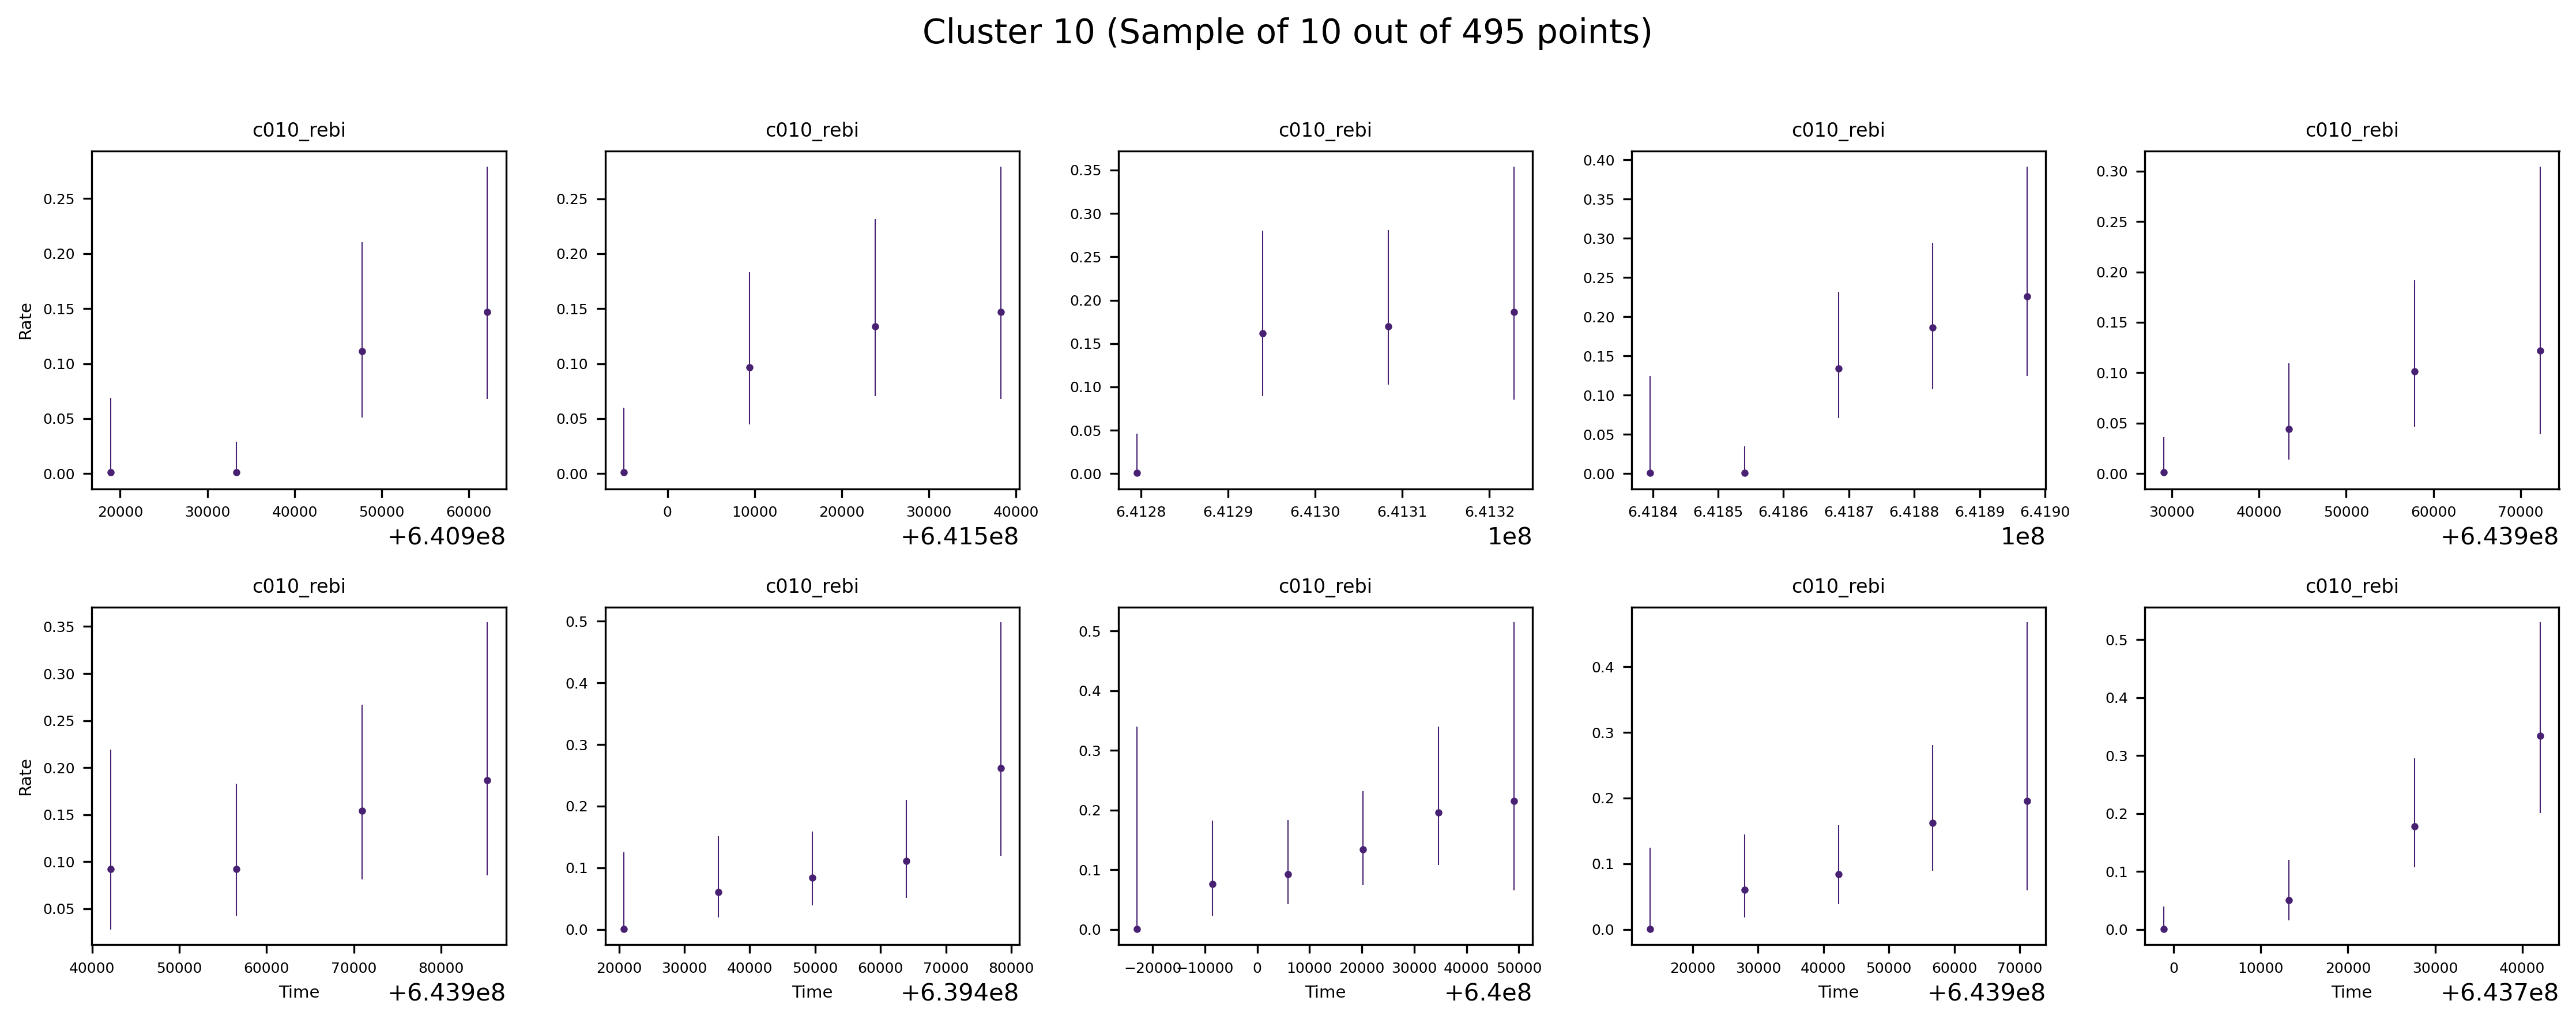 Cluster 10 (Sample of 10 out of 495 points)
c010_rebi c010_rebi c010_rebi c010_rebi c010_rebi
Rate
0.25
0.20
0.15
0.10
0.05
0.00
20000 30000 40000 50000 60000
+6.409e8
0.25
0.20
0.15
0.10
0.05
0.00
0 10000 20000 30000 40000
+6.415e8
0.35
0.30
0.25
0.20
0.15
0.10
0.05
0.00
6.4128 6.4129 6.4130 6.4131 6.4132
1e8
0.40
0.35
0.30
0.25
0.20
0.15
0.10
0.05
0.00
6.4184 6.4185 6.4186 6.4187 6.4188 6.4189 6.4190
1e8
0.30
0.25
0.20
0.15
0.10
0.05
0.00
30000 40000 50000 60000 70000
+6.439e8
c010_rebi c010_rebi c010_rebi c010_rebi c010_rebi
Rate
0.35
0.30
0.25
0.20
0.15
0.10
0.05
40000 50000 60000 70000 80000
Time +6.439e8
0.5
0.4
0.3
0.2
0.1
0.0
20000 30000 40000 50000 60000 70000 80000
Time +6.394e8
0.5
0.4
0.3
0.2
0.1
0.0
−20000 −10000 0 10000 20000 30000 40000 50000
Time +6.4e8
0.4
0.3
0.2
0.1
0.0
20000 30000 40000 50000 60000 70000
Time +6.439e8
0.5
0.4
0.3
0.2
0.1
0.0
0 10000 20000 30000 40000
Time +6.437e8